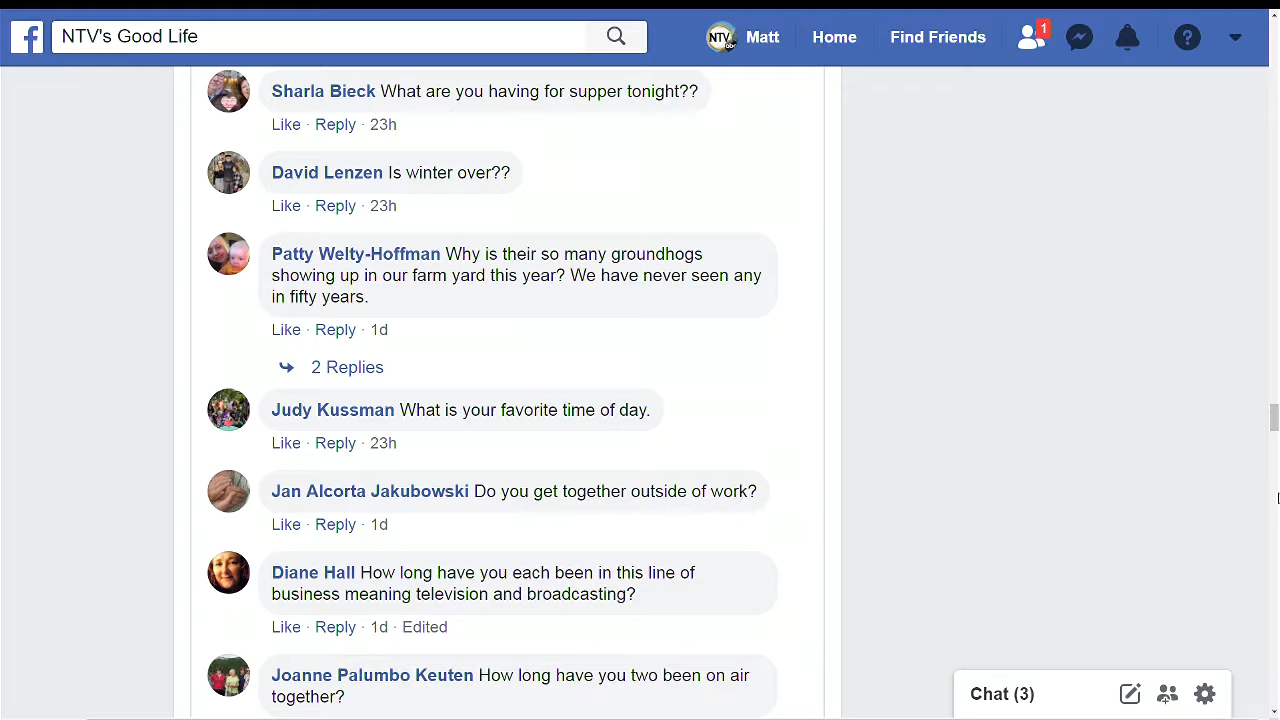 NTV's Good Life
NTV
abc
Matt
Home
Find Friends
1
Sharla Bieck What are you having for supper tonight??
Like · Reply · 23h
David Lenzen Is winter over??
Like · Reply · 23h
Patty Welty-Hoffman Why is their so many groundhogs
showing up in our farm yard this year? We have never seen any
in fifty years.
Like · Reply · 1d
2 Replies
Judy Kussman What is your favorite time of day.
Like · Reply · 23h
Jan Alcorta Jakubowski Do you get together outside of work?
Like · Reply · 1d
Diane Hall How long have you each been in this line of
business meaning television and broadcasting?
Like · Reply · 1d · Edited
Joanne Palumbo Keuten How long have you two been on air
together?
Chat (3)